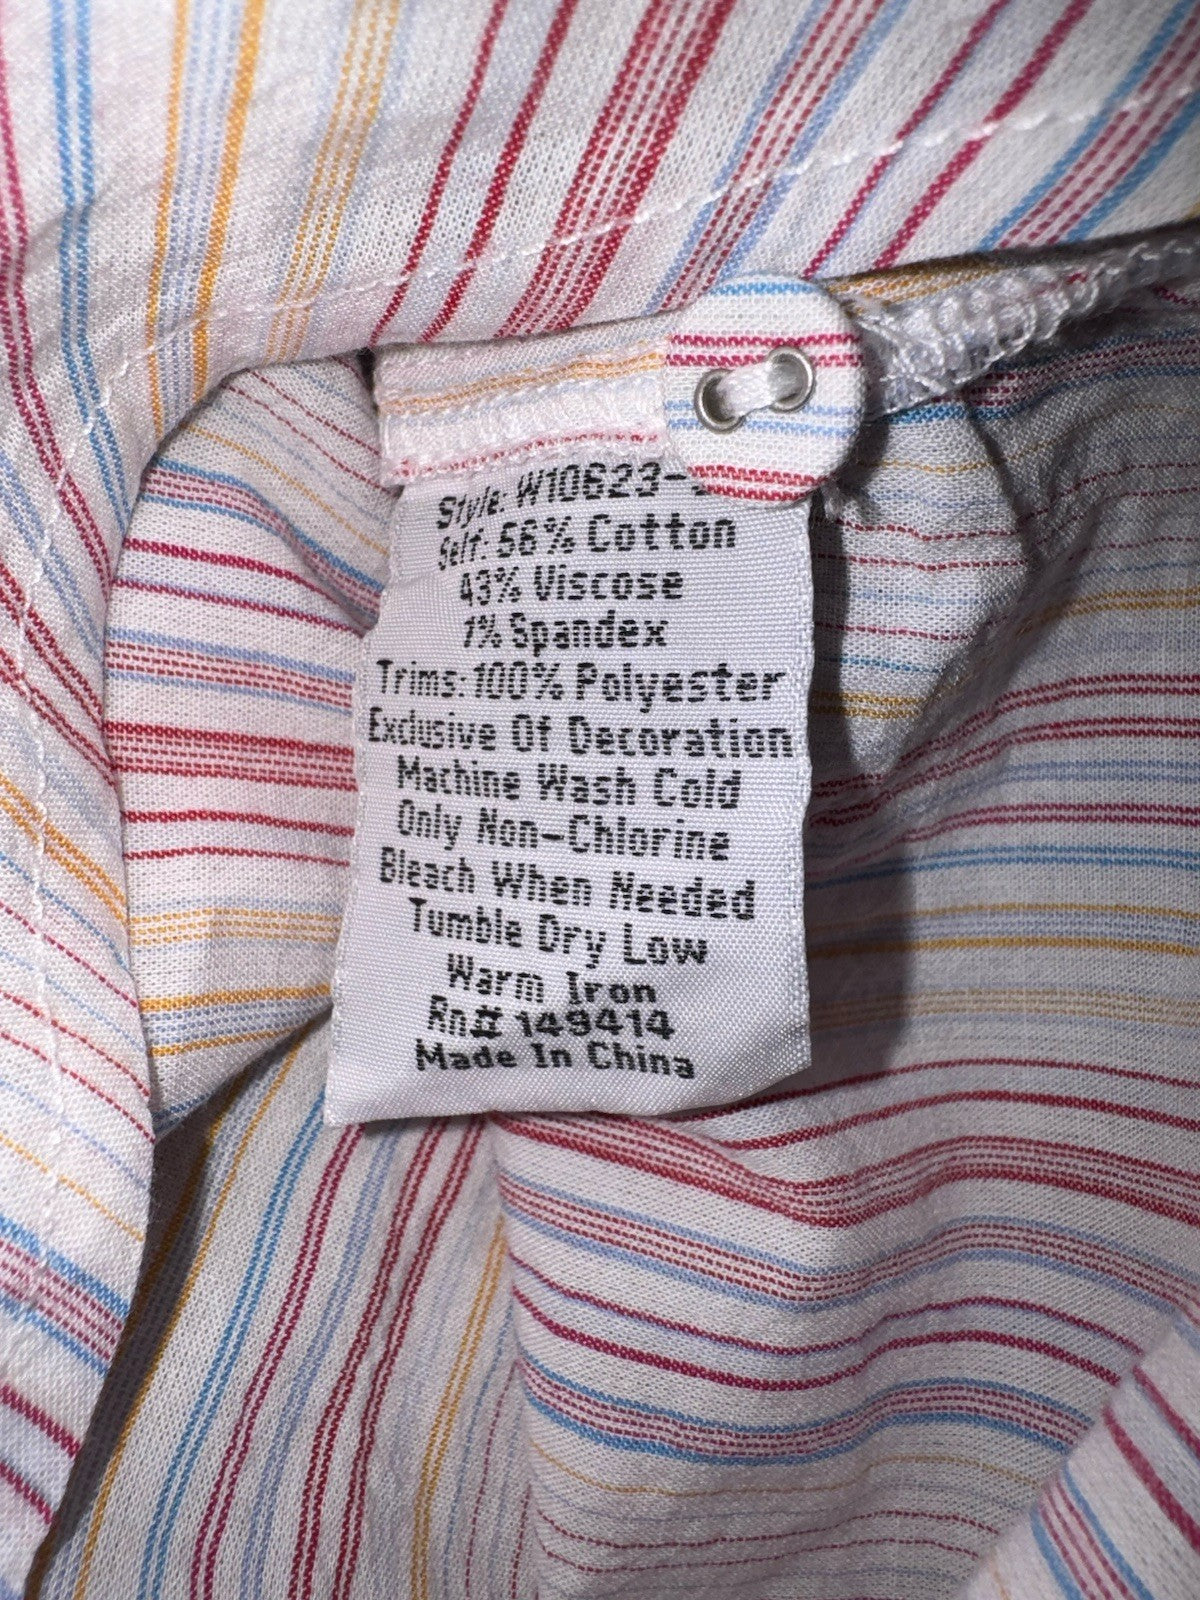 Style: W10623-
Self: 56% Cotton
43% Viscose
1% Spandex
Trims: 100% Polyester
Exclusive Of Decoration
Machine Wash Cold
Only Non-Chlorine
Bleach When Needed
Tumble Dry Low
Warm Iron
Rn# 149414
Made In China